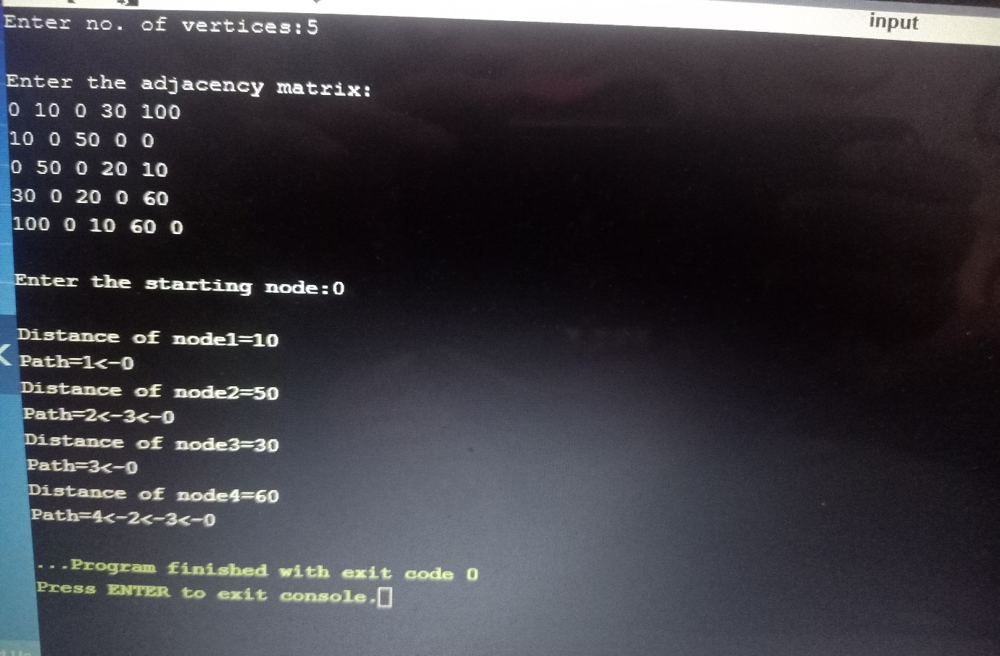 input
Enter no. of vertices:5
Enter the adjacency matrix:
0 10 0 30 100
10 0 50 0 0
0 50 0 20 10
30 0 20 0 60
100 0 10 60 0
Enter the starting node:0
Distance of node1=10
Path=1<-0
Distance of node2=50
Path=2<-3<-0
Distance of node3=30
Path=3<-0
Distance of node4=60
Path=4<-2<-3<-0
...Program finished with exit code 0
Press ENTER to exit console.